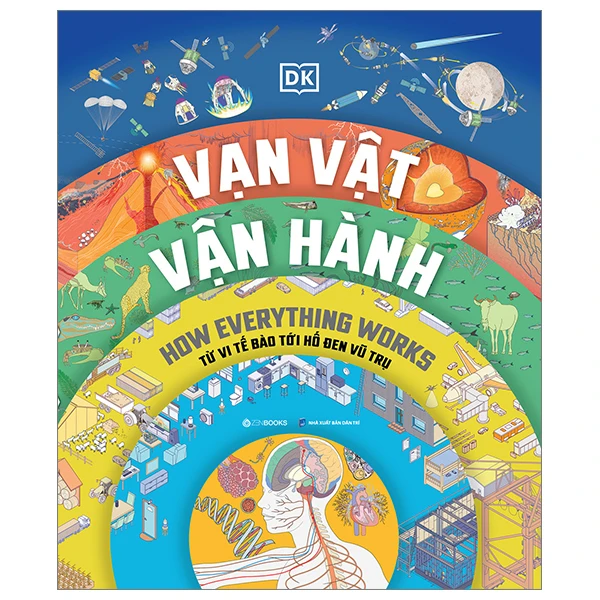 DK
VẠN VẬT
VẬN HÀNH
HOW EVERYTHING WORKS
TỪ VI TẾ BÀO TỚI HỐ ĐEN VŨ TRỤ
ZENBOOKS
NHÀ XUẤT BẢN DÂN TRÍ